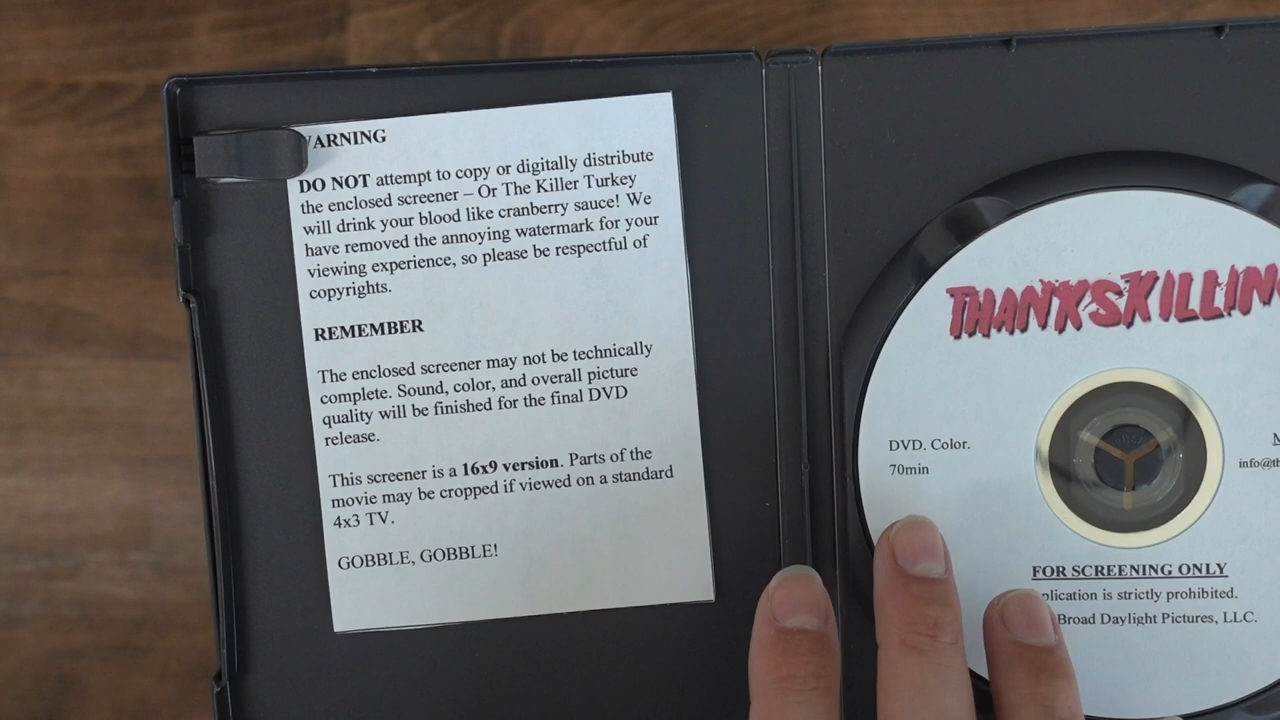 WARNING
DO NOT attempt to copy or digitally distribute
the enclosed screener – Or The Killer Turkey
will drink your blood like cranberry sauce! We
have removed the annoying watermark for your
viewing experience, so please be respectful of
copyrights.
REMEMBER
The enclosed screener may not be technically
complete. Sound, color, and overall picture
quality will be finished for the final DVD
release.
This screener is a 16x9 version. Parts of the
movie may be cropped if viewed on a standard
4x3 TV.
GOBBLE, GOBBLE!
THANKSKILLIN
DVD. Color.
70min
info@th
FOR SCREENING ONLY
plication is strictly prohibited.
Broad Daylight Pictures, LLC.